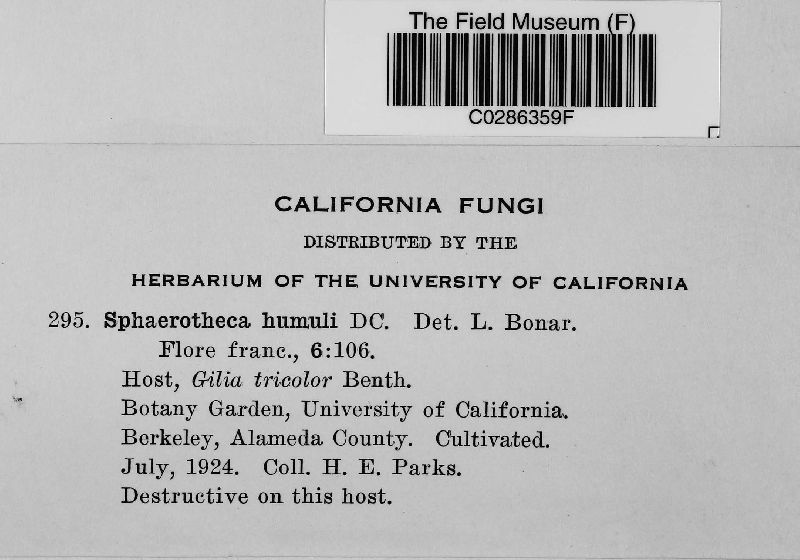 The Field Museum (F)
C0286359F
CALIFORNIA FUNGI
DISTRIBUTED BY THE
HERBARIUM OF THE UNIVERSITY OF CALIFORNIA
295. Sphaerotheca humuli DC. Det. L. Bonar.
Flore franc., 6:106.
Host, Gilia tricolor Benth.
Botany Garden, University of California.
Berkeley, Alameda County. Cultivated.
July, 1924. Coll. H. E. Parks.
Destructive on this host.